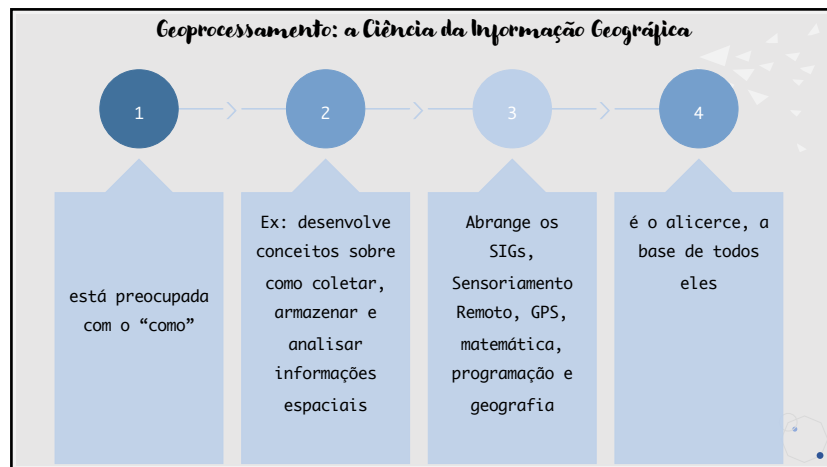 Geoprocessamento: a Ciência da Informação Geográfica
1
2
3
4
está preocupada
com o “como”
Ex: desenvolve
conceitos sobre
como coletar,
armazenar e
analisar
informações
espaciais
Abrange os
SIGs,
Sensoriamento
Remoto, GPS,
matemática,
programação e
geografia
é o alicerce, a
base de todos
eles